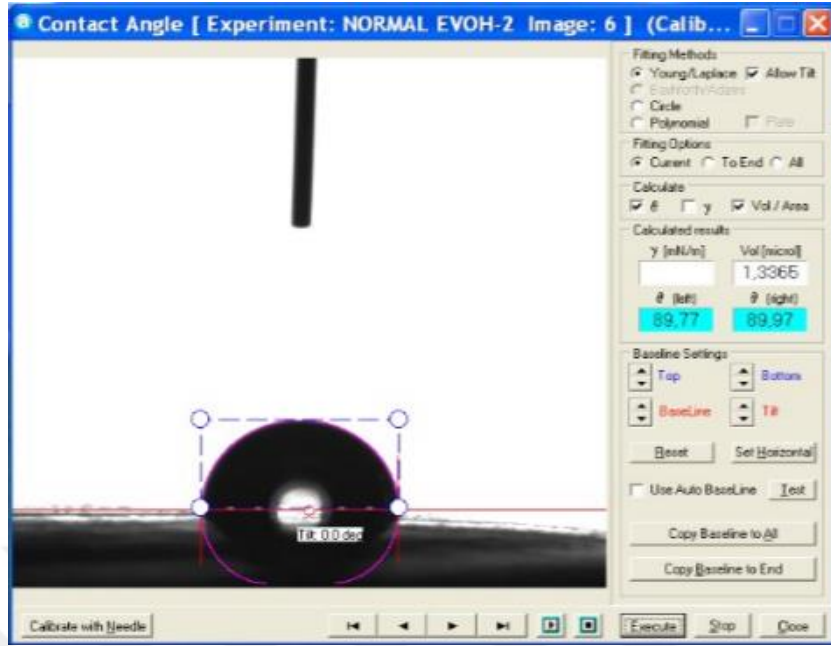 a Contact Angle [ Experiment: NORMAL EVOH-2 Image: 6 ] (Calib...
Fitting Methods
Young/Laplace Allow Tilt
Bashforth/Adams
Circle
Polynomial Plate
Fitting Options
Current To End All
Calculate
θ γ Vol / Area
Calculated results
γ [mN/m] Vol [microl]
1,3365
θ (left) θ (right)
89,77 89,97
Baseline Settings
Top Bottom
BaseLine Tilt
Reset Set Horizontal
Use Auto BaseLine Test
Copy Baseline to All
Copy Baseline to End
Tilt: 0.0 deg
Calibrate with Needle Execute Stop Close